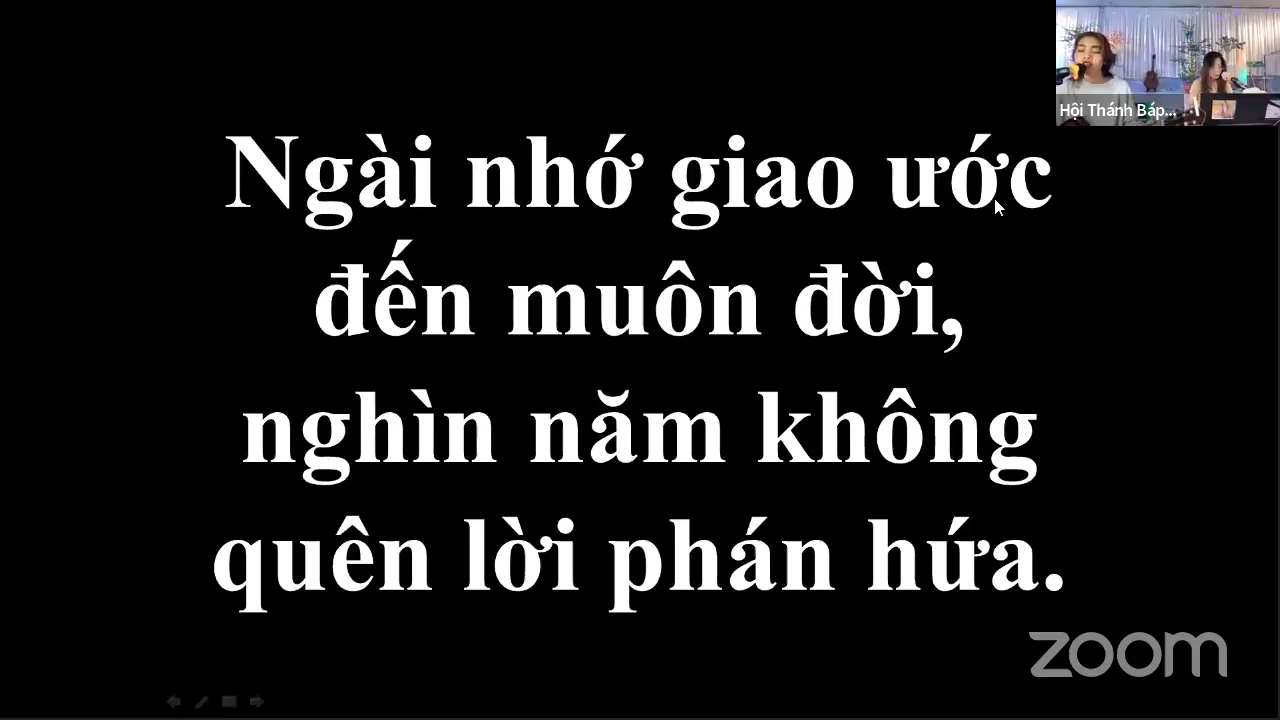 Hội Thánh Báp...
Ngài nhớ giao ước
đến muôn đời,
nghìn năm không
quên lời phán hứa.
zoom